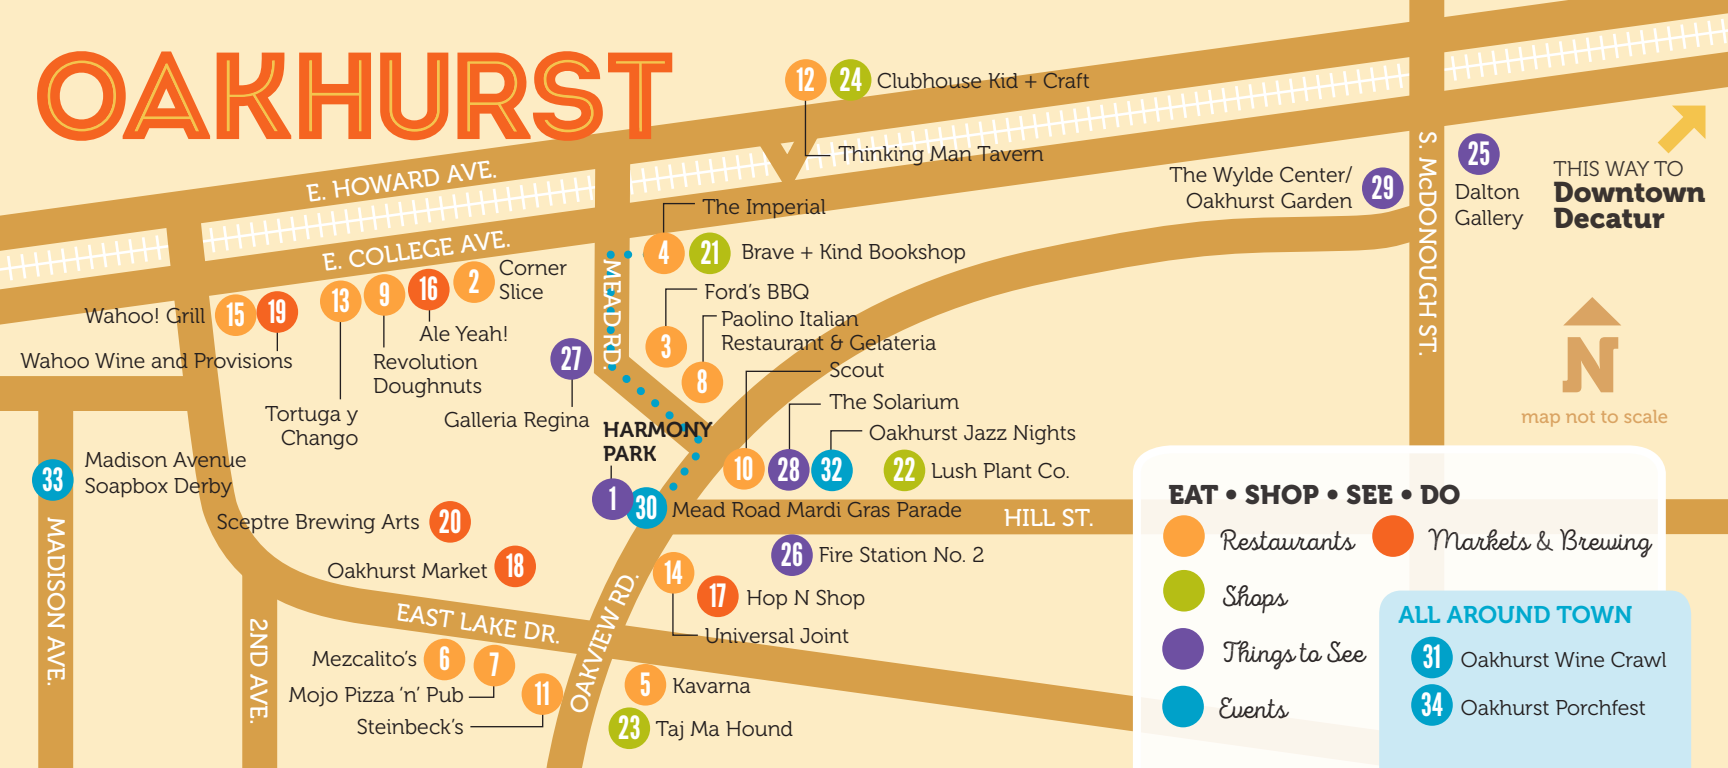 OAKHURST
12 24 Clubhouse Kid + Craft
Thinking Man Tavern
E. HOWARD AVE.
E. COLLEGE AVE.
The Wylde Center/
Oakhurst Garden
29
S. McDONOUGH ST.
25
Dalton
Gallery
THIS WAY TO
Downtown
Decatur
The Imperial
4 21 Brave + Kind Bookshop
MEAD RD.
Corner
Slice
Wahoo! Grill 15 19 13 9 16 2
Ale Yeah!
Wahoo Wine and Provisions
Revolution
Doughnuts
Tortuga y
Chango
27
Galleria Regina
Ford's BBQ
Paolino Italian
Restaurant & Gelateria
3
8
Scout
The Solarium
Oakhurst Jazz Nights
10 28 32 22 Lush Plant Co.
HARMONY
PARK
1 30 Mead Road Mardi Gras Parade
HILL ST.
N
map not to scale
33 Madison Avenue
Soapbox Derby
MADISON AVE.
Sceptre Brewing Arts 20
Oakhurst Market 18
26 Fire Station No. 2
14
17 Hop N Shop
Universal Joint
EAST LAKE DR.
OAKVIEW RD.
2ND AVE.
Mezcalito's 6 7
Mojo Pizza 'n' Pub
11
Steinbeck's
5 Kavarna
23 Taj Ma Hound
EAT • SHOP • SEE • DO
Restaurants Markets & Brewing
Shops
Things to See
Events
ALL AROUND TOWN
31 Oakhurst Wine Crawl
34 Oakhurst Porchfest